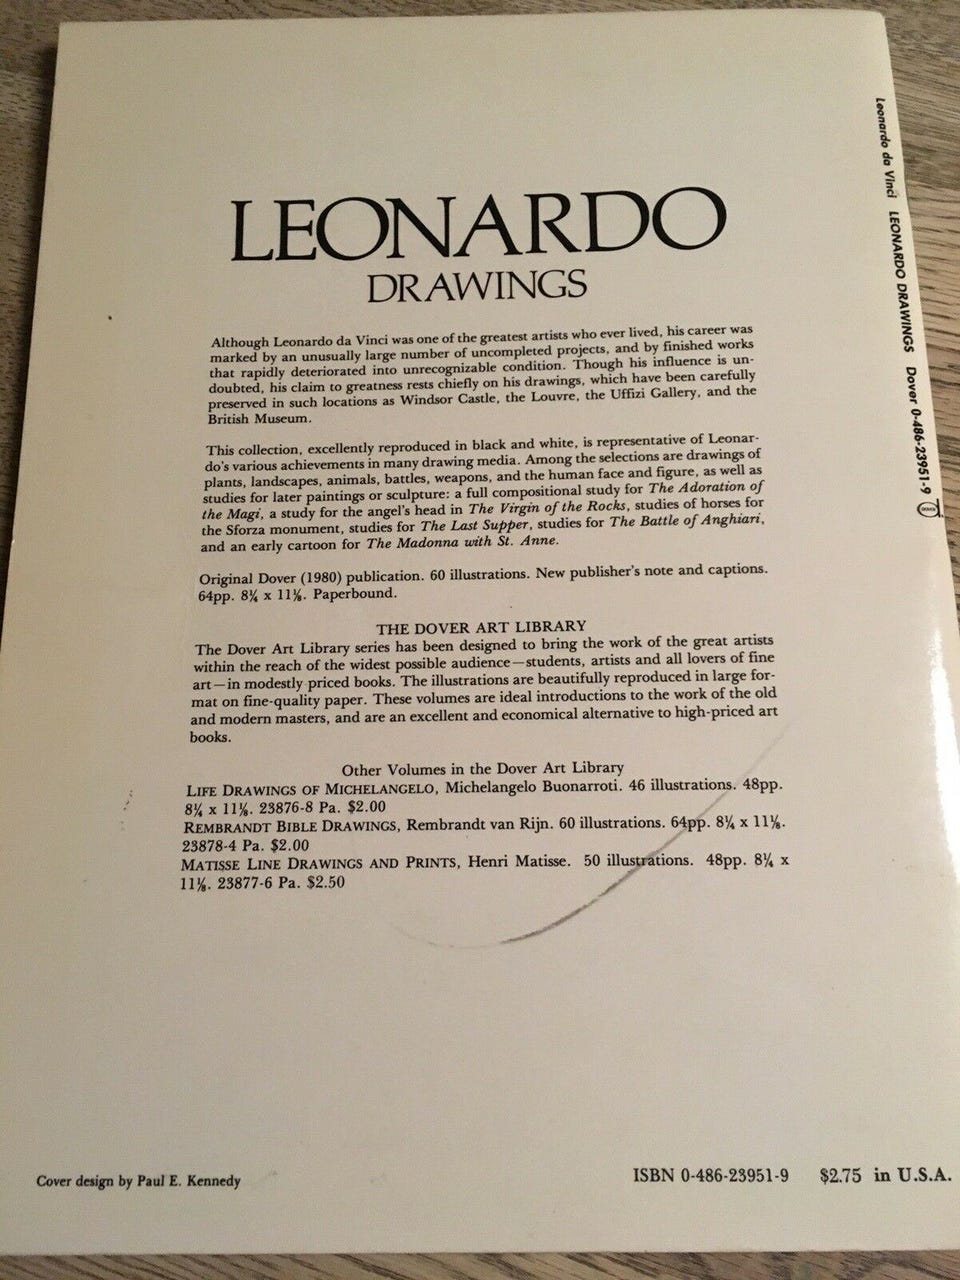 LEONARDO
DRAWINGS
Although Leonardo da Vinci was one of the greatest artists who ever lived, his career was
marked by an unusually large number of uncompleted projects, and by finished works
that rapidly deteriorated into unrecognizable condition. Though his influence is un-
doubted, his claim to greatness rests chiefly on his drawings, which have been carefully
preserved in such locations as Windsor Castle, the Louvre, the Uffizi Gallery, and the
British Museum.
This collection, excellently reproduced in black and white, is representative of Leonar-
do's various achievements in many drawing media. Among the selections are drawings of
plants, landscapes, animals, battles, weapons, and the human face and figure, as well as
studies for later paintings or sculpture: a full compositional study for The Adoration of
the Magi, a study for the angel's head in The Virgin of the Rocks, studies of horses for
the Sforza monument, studies for The Last Supper, studies for The Battle of Anghiari,
and an early cartoon for The Madonna with St. Anne.
Original Dover (1980) publication. 60 illustrations. New publisher's note and captions.
64pp. 8¼ x 11⅛. Paperbound.
THE DOVER ART LIBRARY
The Dover Art Library series has been designed to bring the work of the great artists
within the reach of the widest possible audience—students, artists and all lovers of fine
art—in modestly priced books. The illustrations are beautifully reproduced in large for-
mat on fine-quality paper. These volumes are ideal introductions to the work of the old
and modern masters, and are an excellent and economical alternative to high-priced art
books.
Other Volumes in the Dover Art Library
LIFE DRAWINGS OF MICHELANGELO, Michelangelo Buonarroti. 46 illustrations. 48pp.
8¼ x 11⅛. 23876-8 Pa. $2.00
REMBRANDT BIBLE DRAWINGS, Rembrandt van Rijn. 60 illustrations. 64pp. 8¼ x 11⅛.
23878-4 Pa. $2.00
MATISSE LINE DRAWINGS AND PRINTS, Henri Matisse. 50 illustrations. 48pp. 8¼ x
11⅛. 23877-6 Pa. $2.50
Cover design by Paul E. Kennedy
ISBN 0-486-23951-9 $2.75 in U.S.A.
Leonardo da Vinci LEONARDO DRAWINGS Dover 0-486-23951-9
DOVER